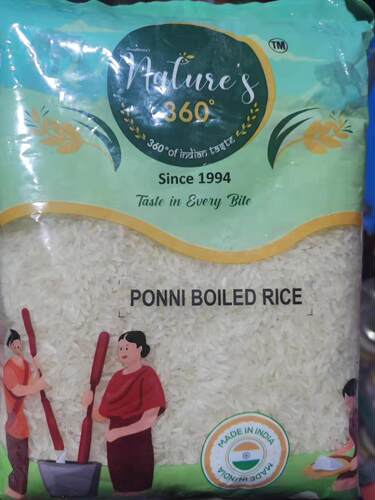 Nature's
TM
360°
360° of indian taste
Since 1994
Taste in Every Bite
PONNI BOILED RICE
MADE IN INDIA
MADE IN INDIA